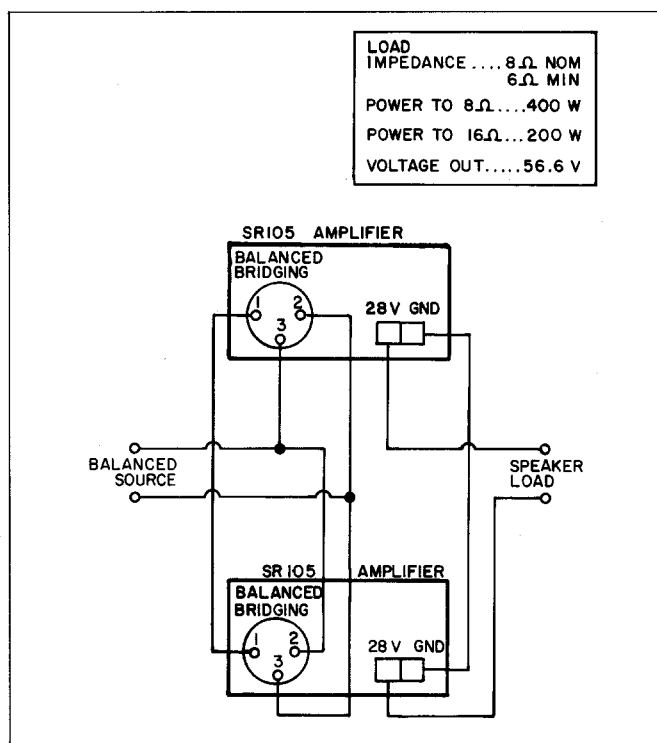 LOAD
IMPEDANCE....8Ω NOM
6Ω MIN
POWER TO 8Ω....400 W
POWER TO 16Ω...200 W
VOLTAGE OUT.....56.6 V
SR105 AMPLIFIER
BALANCED
BRIDGING
1 2
3
28V GND
BALANCED
SOURCE
SPEAKER
LOAD
SR105 AMPLIFIER
BALANCED
BRIDGING
1 2
3
28V GND